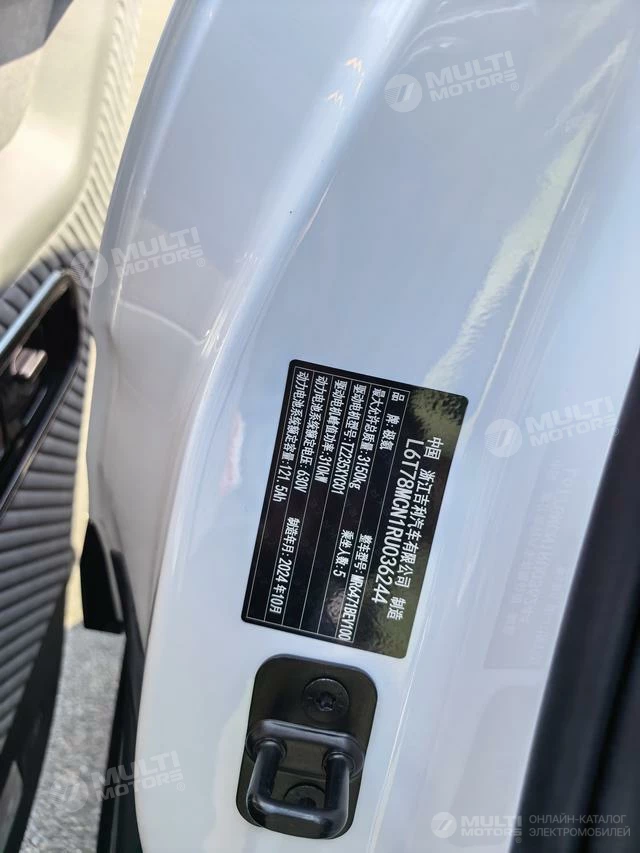 MULTI
MOTORS
MULTI
MOTORS
中国 浙江吉利汽车有限公司 制造
L6T78MCN1RU036244
品 牌: 极氪
最大允许总质量: 3150kg 整车型号: MR6471BEV100
驱动电机型号: TZ235XYC01 乘坐人数: 5
驱动电机峰值功率: 310kW
动力电池系统额定电压: 630V
动力电池系统额定容量: 121.5Ah 制造年月: 2024年10月
MULTI
MOTORS
MULTI
MOTORS
MULTI
MOTORS
ОНЛАЙН-КАТАЛОГ
ЭЛЕКТРОМОБИЛЕЙ